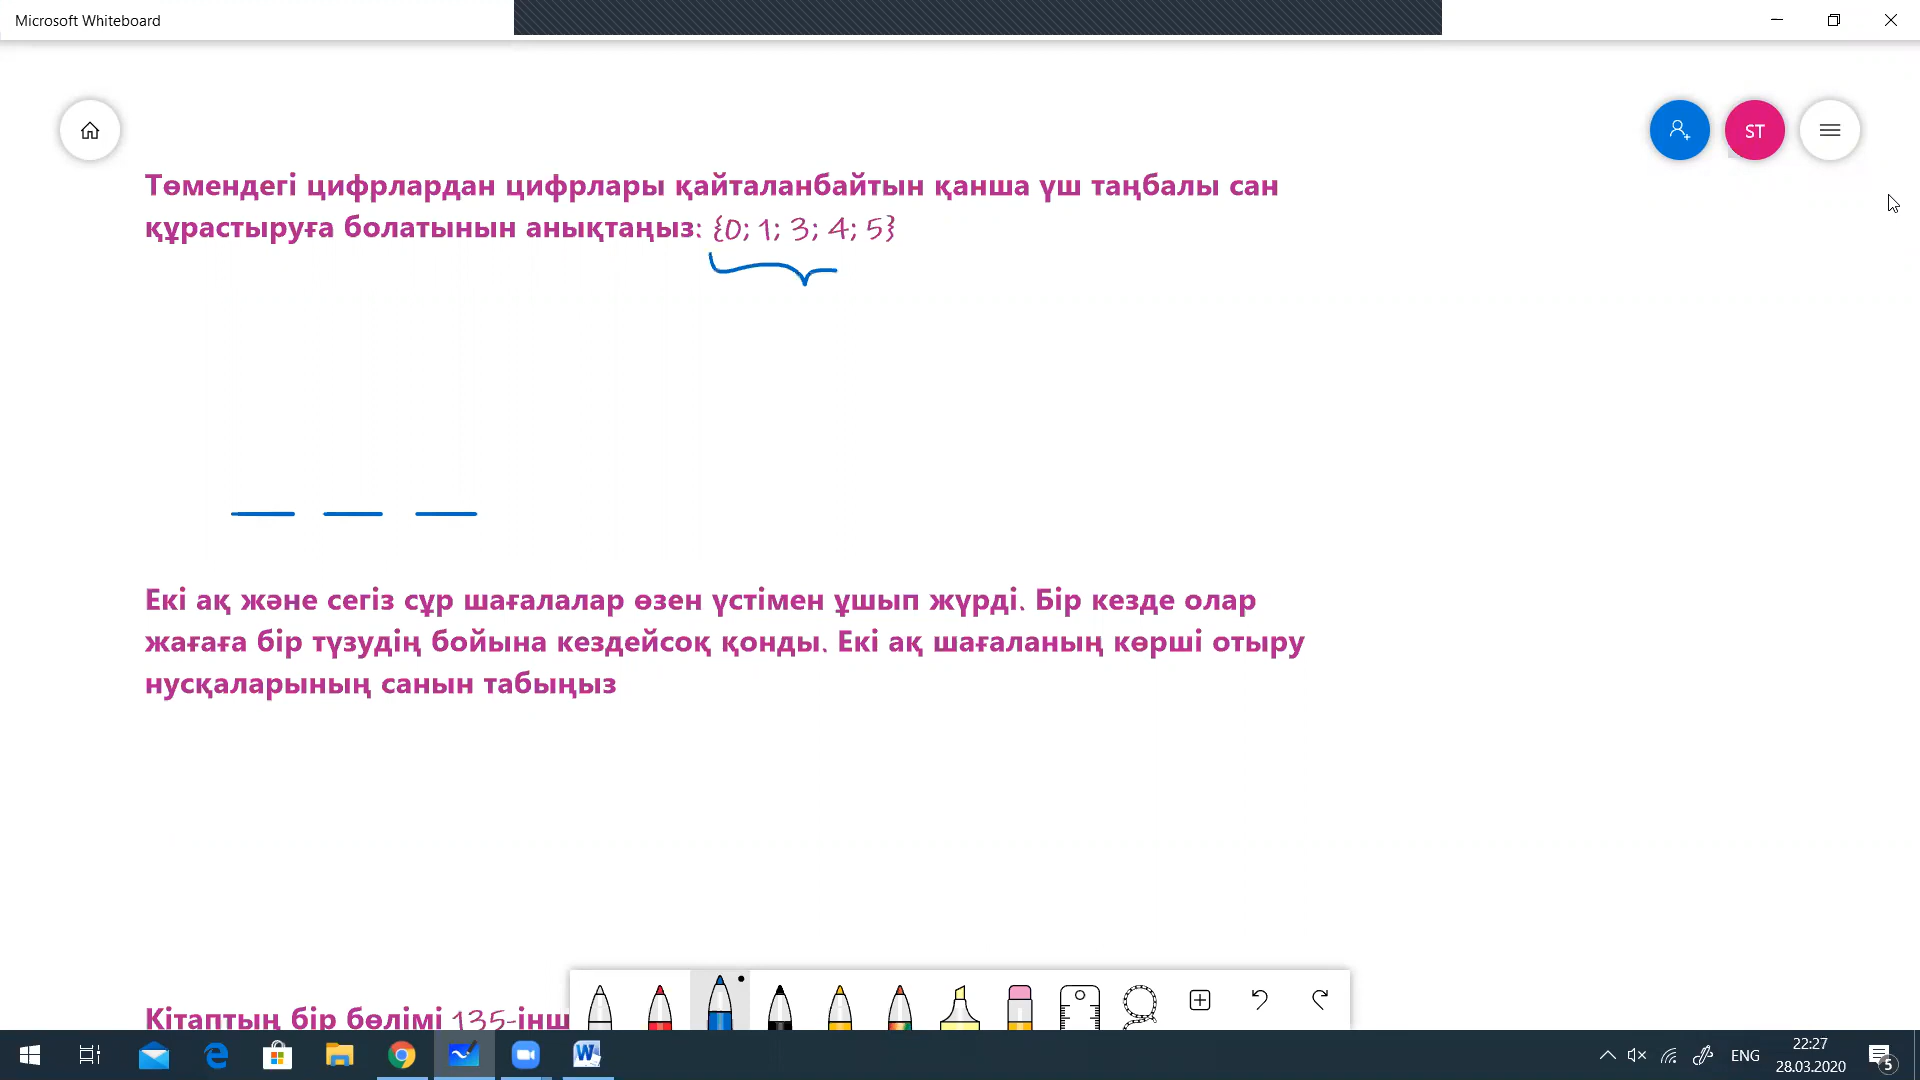 Microsoft Whiteboard
ST
Төмендегі цифрлардан цифрлары қайталанбайтын қанша үш таңбалы сан
құрастыруға болатынын анықтаңыз: {0; 1; 3; 4; 5}
Екі ақ және сегіз сұр шағалалар өзен үстімен ұшып жүрді. Бір кезде олар
жағаға бір түзудің бойына кездейсоқ қонды. Екі ақ шағаланың көрші отыру
нусқаларының санын табыңыз
Кітаптың бір бөлімі 135-інш
ENG
22:27
28.03.2020
5